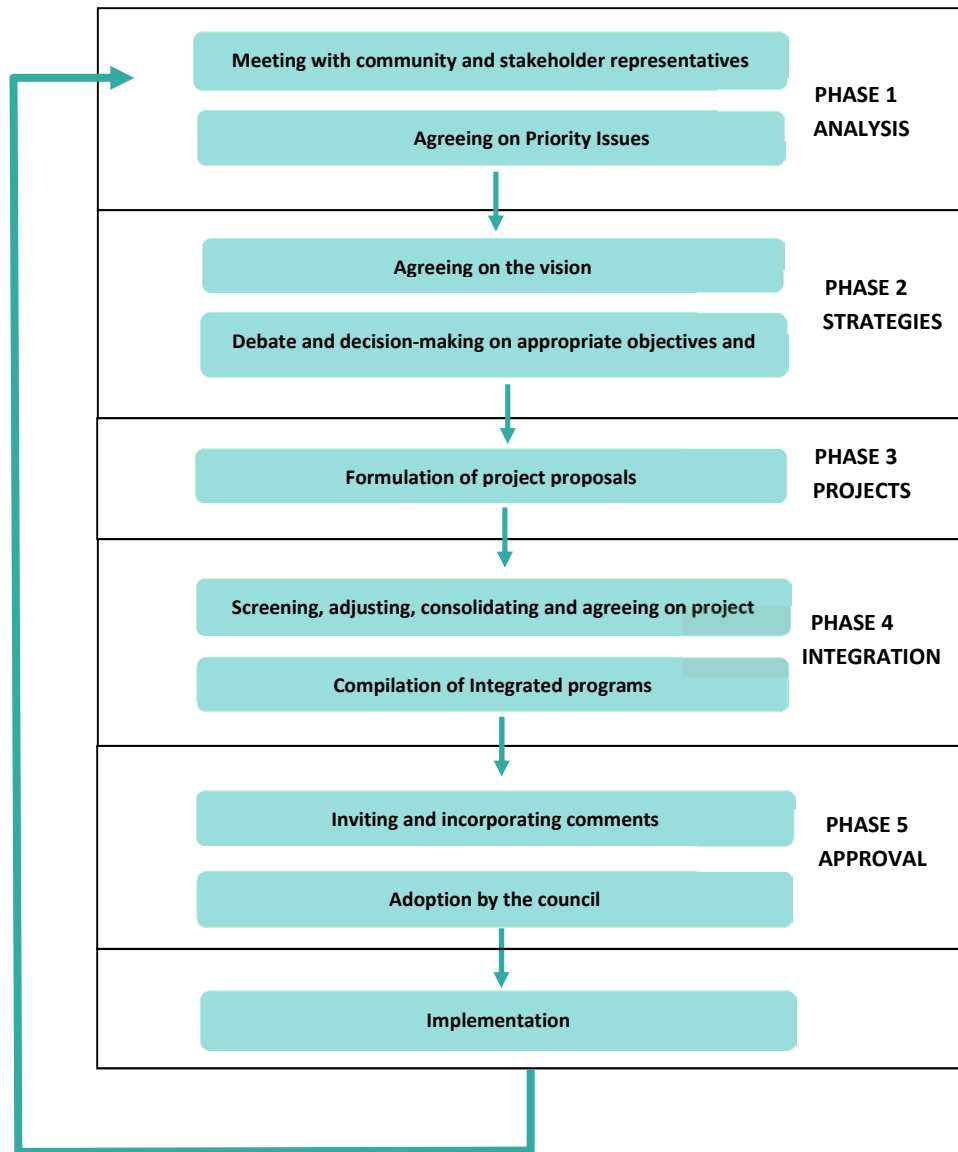 Meeting with community and stakeholder representatives
PHASE 1
ANALYSIS
Agreeing on Priority Issues
Agreeing on the vision
PHASE 2
STRATEGIES
Debate and decision-making on appropriate objectives and
Formulation of project proposals
PHASE 3
PROJECTS
Screening, adjusting, consolidating and agreeing on project
PHASE 4
INTEGRATION
Compilation of Integrated programs
Inviting and incorporating comments
PHASE 5
APPROVAL
Adoption by the council
Implementation